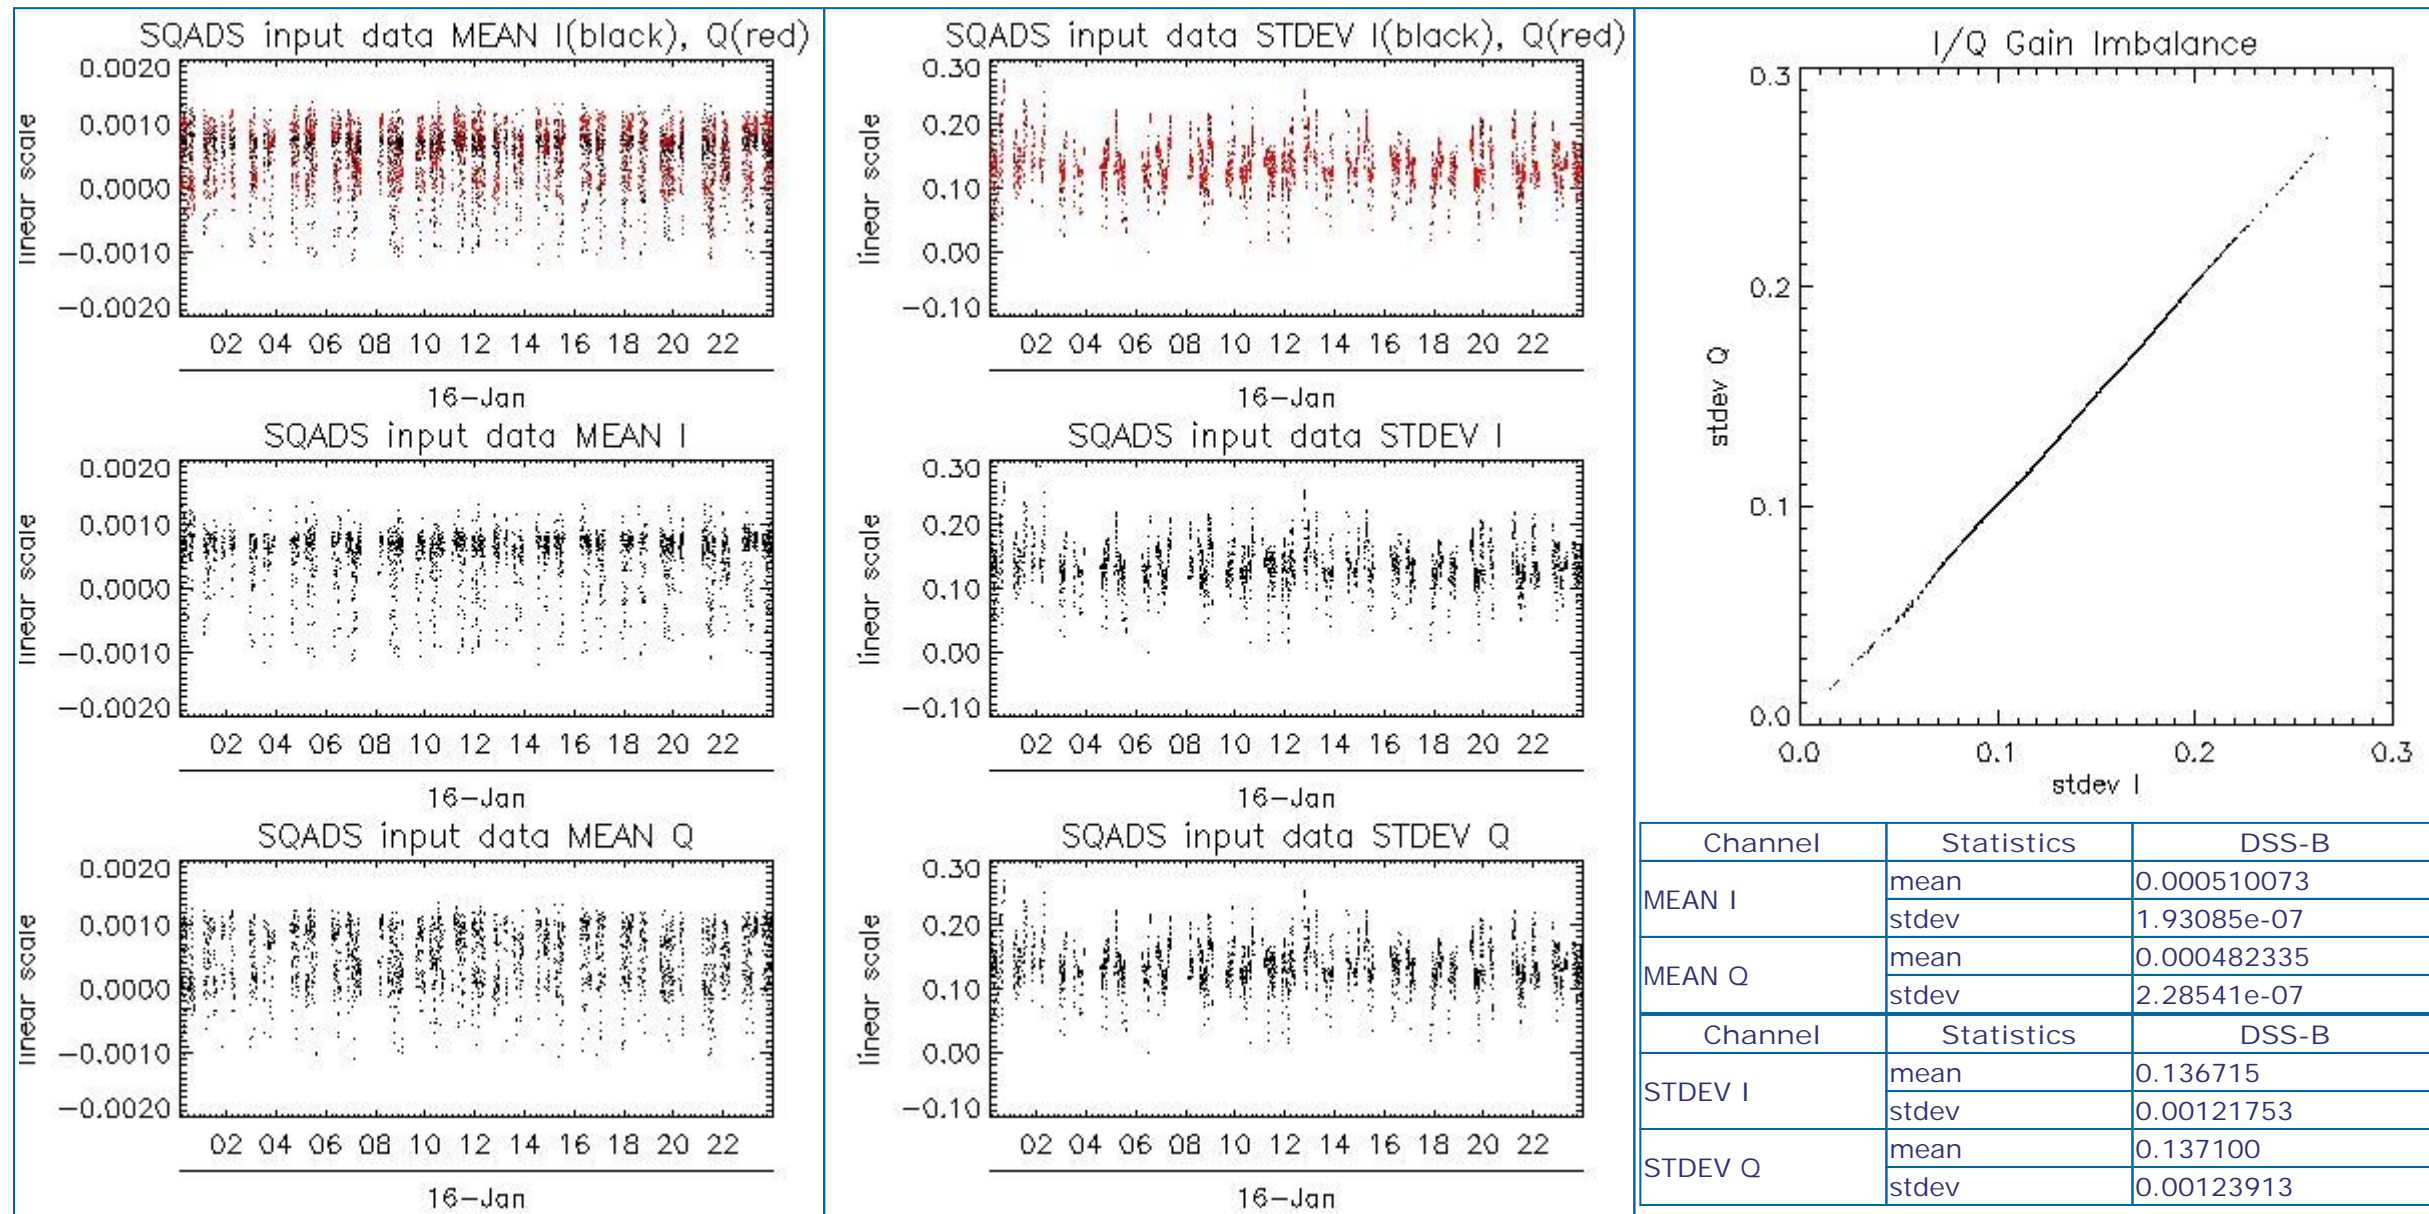 SQADS input data MEAN I(black), Q(red)
linear scale
0.0020
0.0010
0.0000
-0.0010
-0.0020
02 04 06 08 10 12 14 16 18 20 22
16-Jan
SQADS input data MEAN I
linear scale
0.0020
0.0010
0.0000
-0.0010
-0.0020
02 04 06 08 10 12 14 16 18 20 22
16-Jan
SQADS input data MEAN Q
linear scale
0.0020
0.0010
0.0000
-0.0010
-0.0020
02 04 06 08 10 12 14 16 18 20 22
16-Jan
SQADS input data STDEV I(black), Q(red)
linear scale
0.30
0.20
0.10
0.00
-0.10
02 04 06 08 10 12 14 16 18 20 22
16-Jan
SQADS input data STDEV I
linear scale
0.30
0.20
0.10
0.00
-0.10
02 04 06 08 10 12 14 16 18 20 22
16-Jan
SQADS input data STDEV Q
linear scale
0.30
0.20
0.10
0.00
-0.10
02 04 06 08 10 12 14 16 18 20 22
16-Jan
I/Q Gain Imbalance
stdev Q
0.3
0.2
0.1
0.0
0.0 0.1 0.2 0.3
stdev I
Channel Statistics DSS-B
MEAN I mean 0.000510073
stdev 1.93085e-07
MEAN Q mean 0.000482335
stdev 2.28541e-07
Channel Statistics DSS-B
STDEV I mean 0.136715
stdev 0.00121753
STDEV Q mean 0.137100
stdev 0.00123913